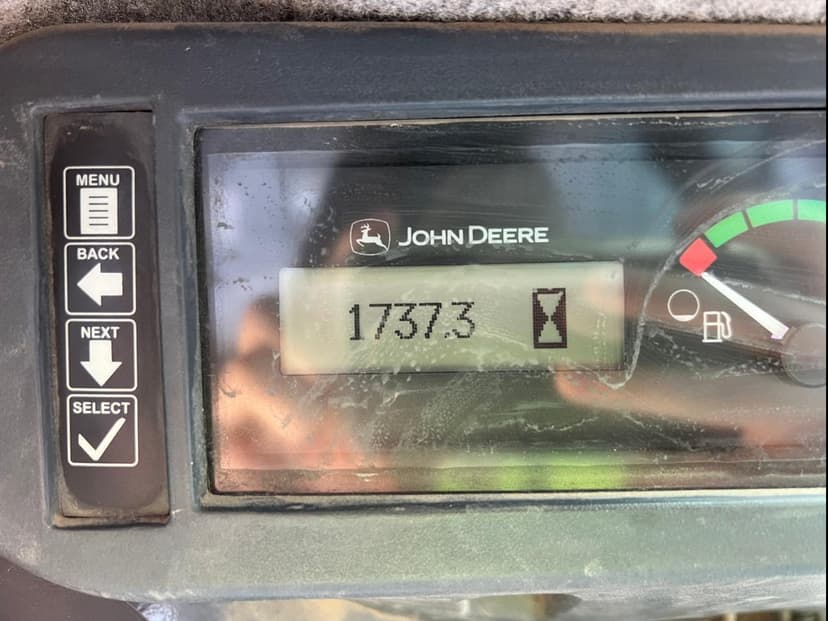 MENU
BACK
NEXT
SELECT
JOHN DEERE
1737.3